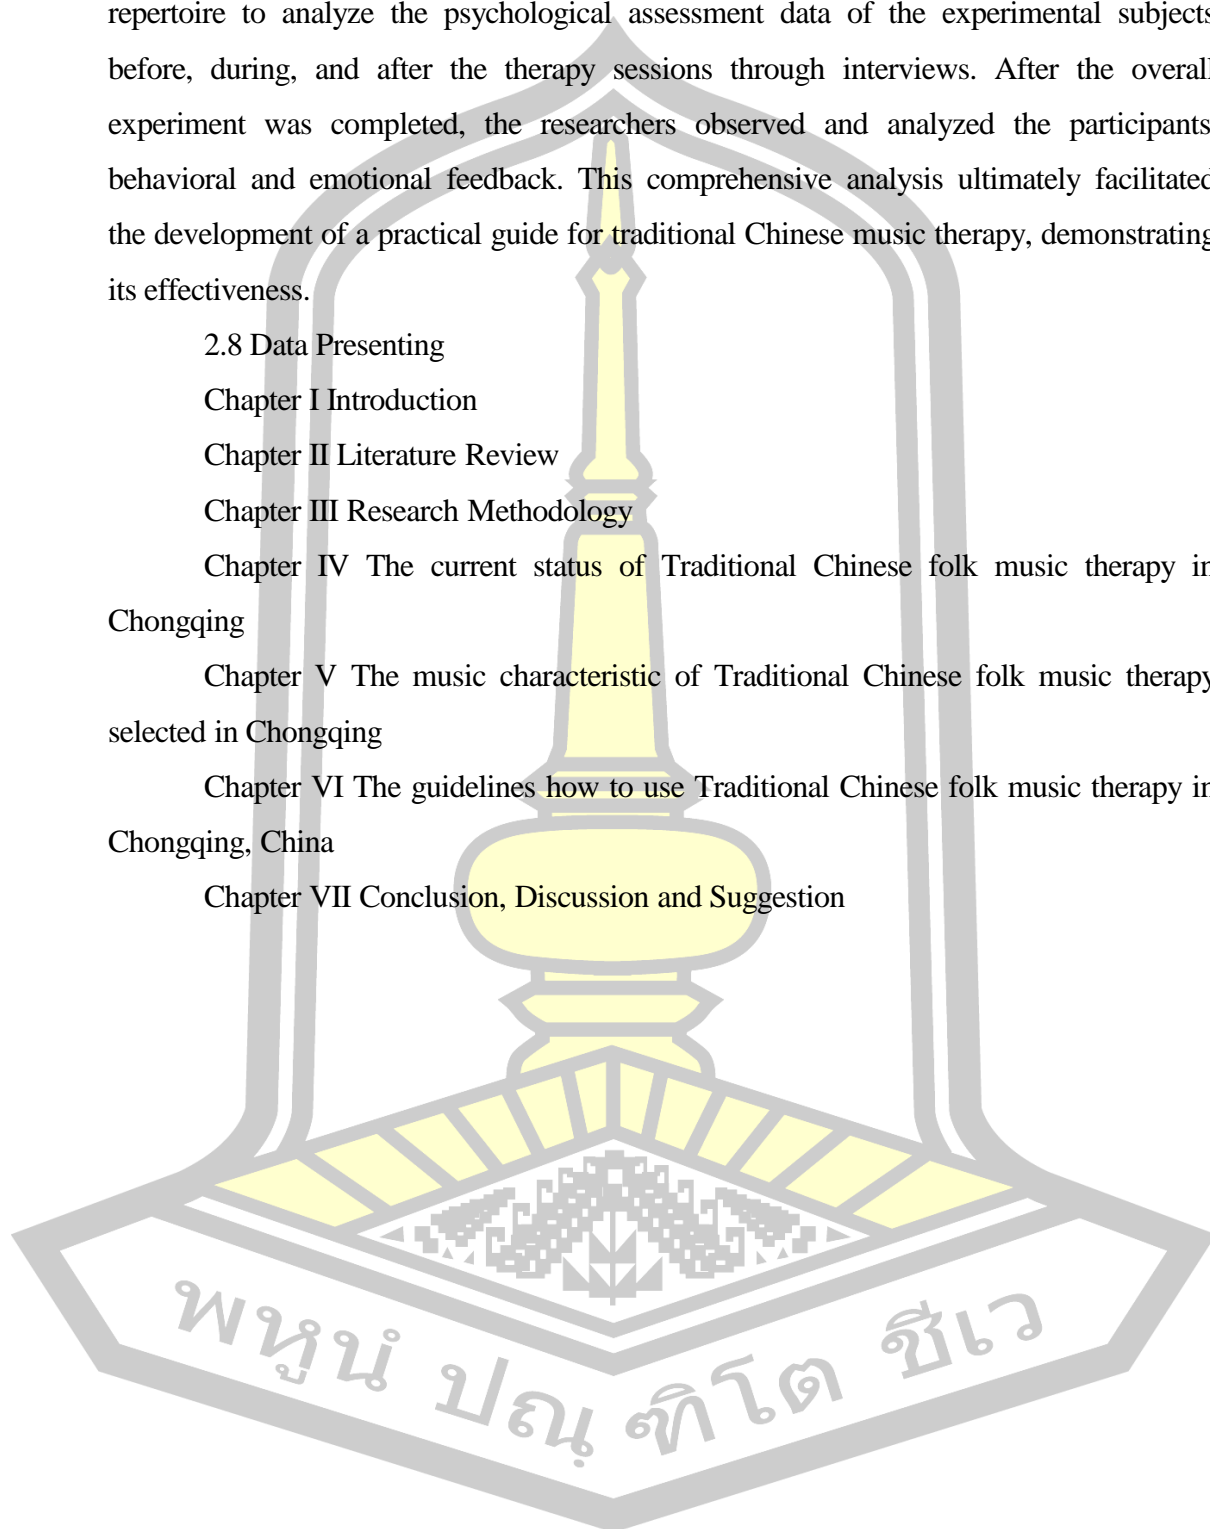 repertoire to analyze the psychological assessment data of the experimental subjects
before, during, and after the therapy sessions through interviews. After the overall
experiment was completed, the researchers observed and analyzed the participants
behavioral and emotional feedback. This comprehensive analysis ultimately facilitated
the development of a practical guide for traditional Chinese music therapy, demonstrating
its effectiveness.
2.8 Data Presenting
Chapter I Introduction
Chapter II Literature Review
Chapter III Research Methodology
Chapter IV The current status of Traditional Chinese folk music therapy in
Chongqing
Chapter V The music characteristic of Traditional Chinese folk music therapy
selected in Chongqing
Chapter VI The guidelines how to use Traditional Chinese folk music therapy in
Chongqing, China
Chapter VII Conclusion, Discussion and Suggestion
พหูนํ ปณฺฑิโต ชีเว